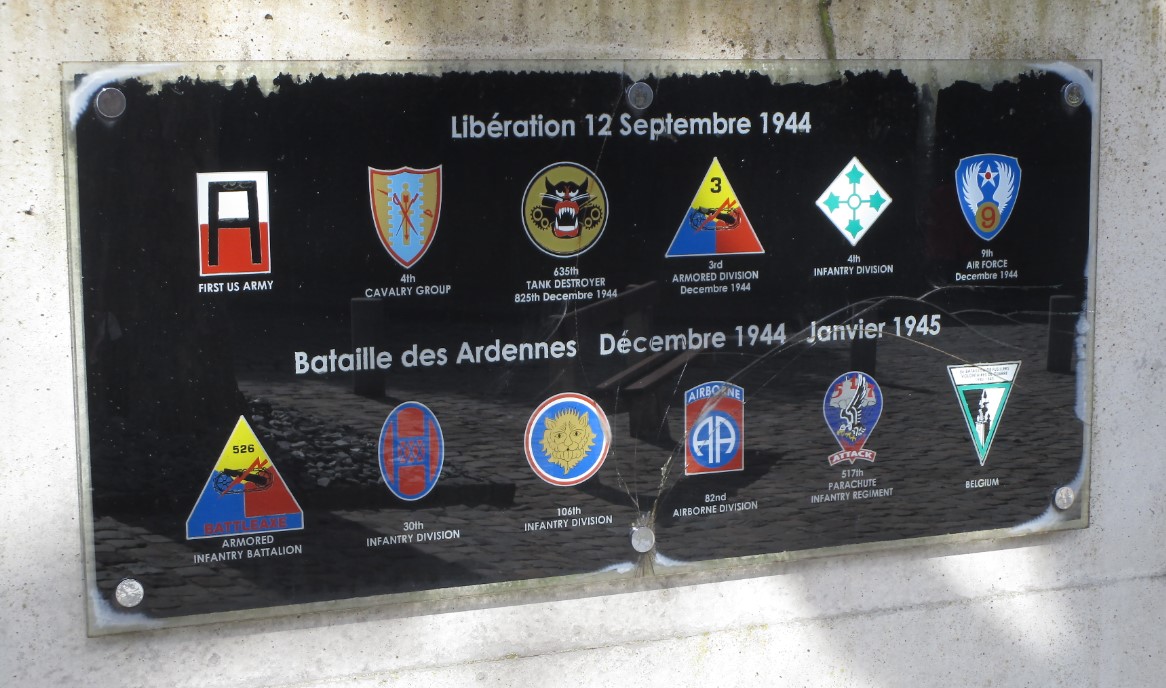 Libération 12 Septembre 1944
3
9
FIRST US ARMY
4th
CAVALRY GROUP
635th
TANK DESTROYER
825th Decembre 1944
3rd
ARMORED DIVISION
Decembre 1944
4th
INFANTRY DIVISION
9th
AIR FORCE
Decembre 1944
Bataille des Ardennes Décembre 1944 Janvier 1945
526
BATTLEAXE
ARMORED
INFANTRY BATTALION
30th
INFANTRY DIVISION
106th
INFANTRY DIVISION
AIRBORNE
AA
82nd
AIRBORNE DIVISION
517
ATTACK
517th
PARACHUTE
INFANTRY REGIMENT
BELGIUM